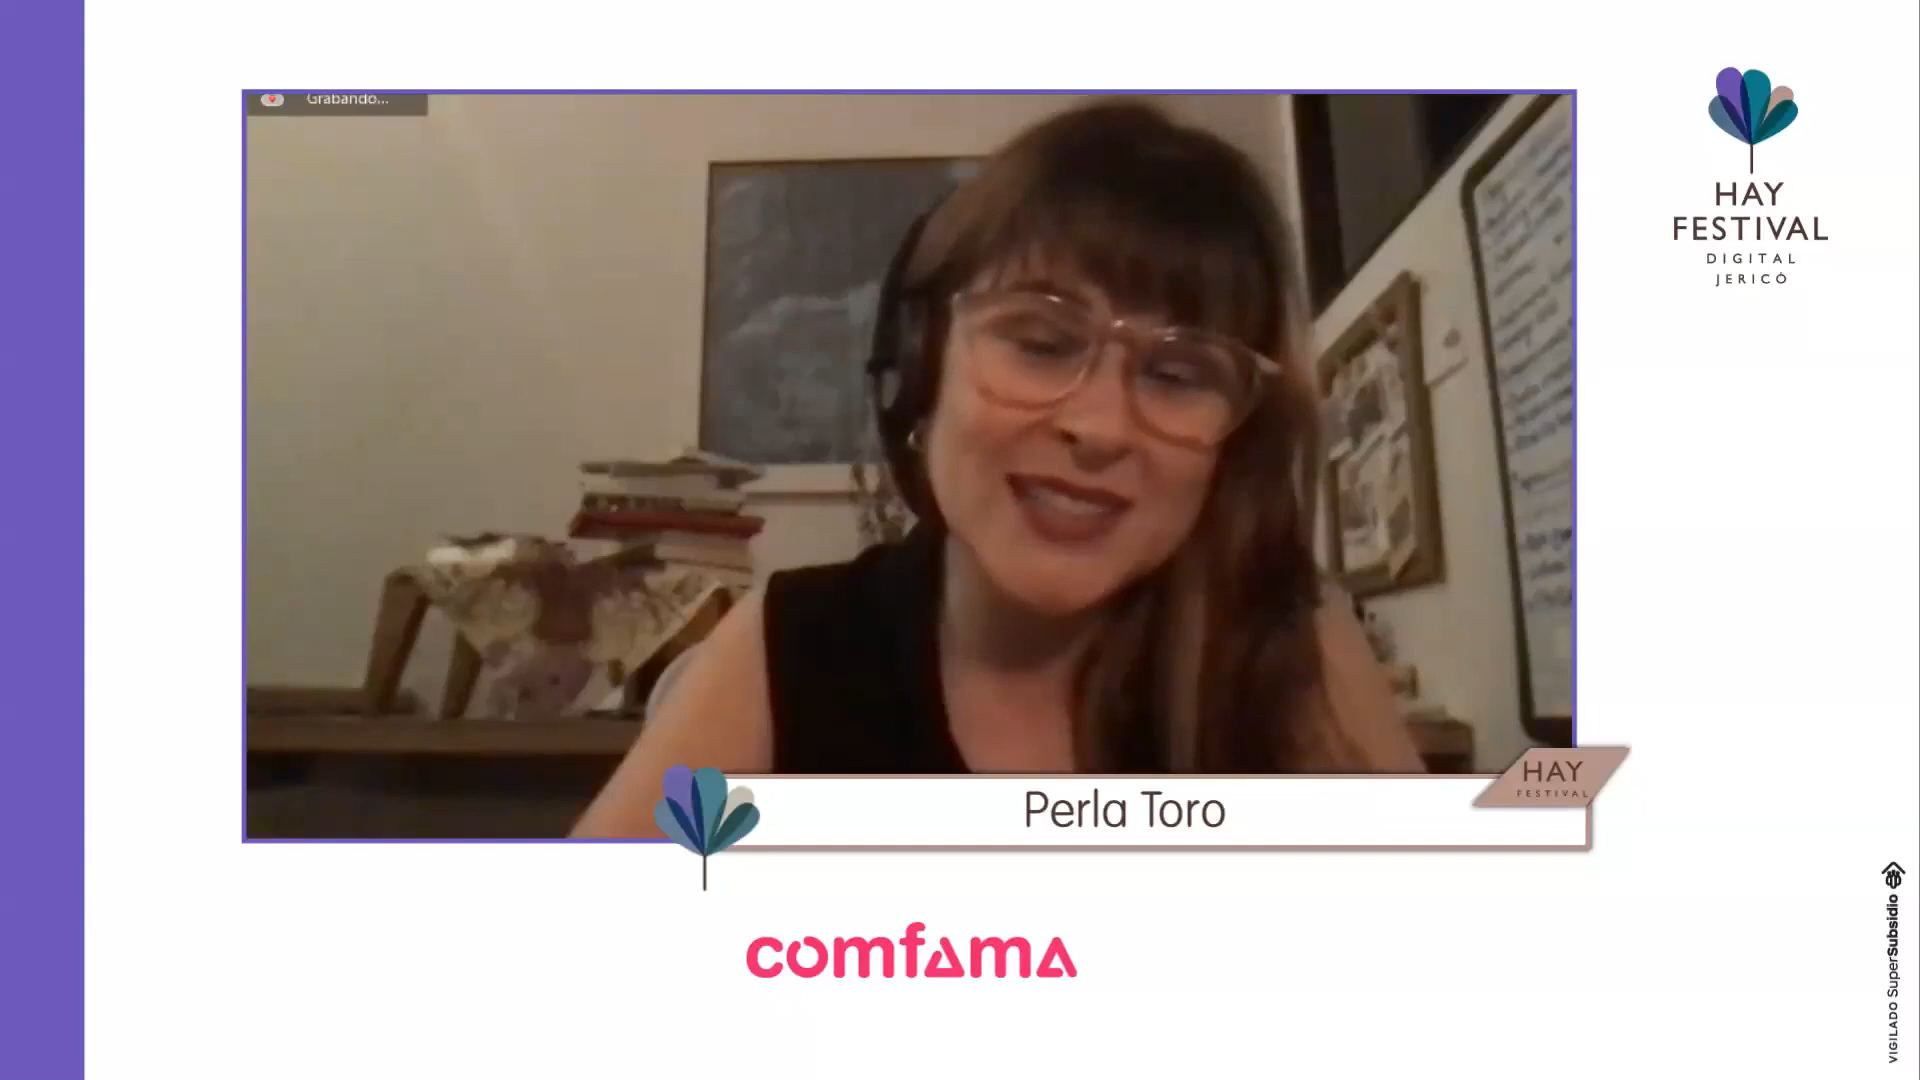 Grabando...
HAY
FESTIVAL
DIGITAL
JERICÓ
HAY
FESTIVAL
Perla Toro
comfama
VIGILADO SuperSubsidio